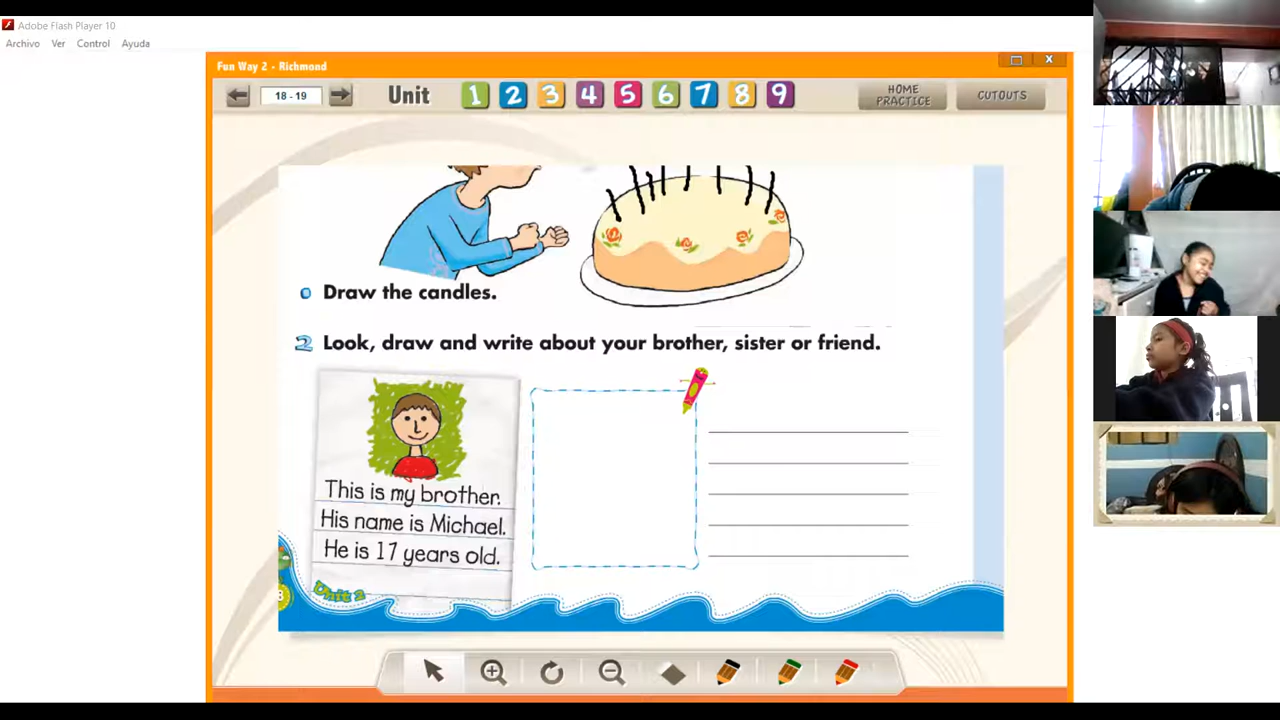 Adobe Flash Player 10
Archivo Ver Control Ayuda
Fun Way 2 - Richmond
X
18 - 19
Unit
1 2 3 4 5 6 7 8 9
HOME
PRACTICE
CUTOUTS
Draw the candles.
2 Look, draw and write about your brother, sister or friend.
This is my brother.
His name is Michael.
He is 17 years old.
Unit 2